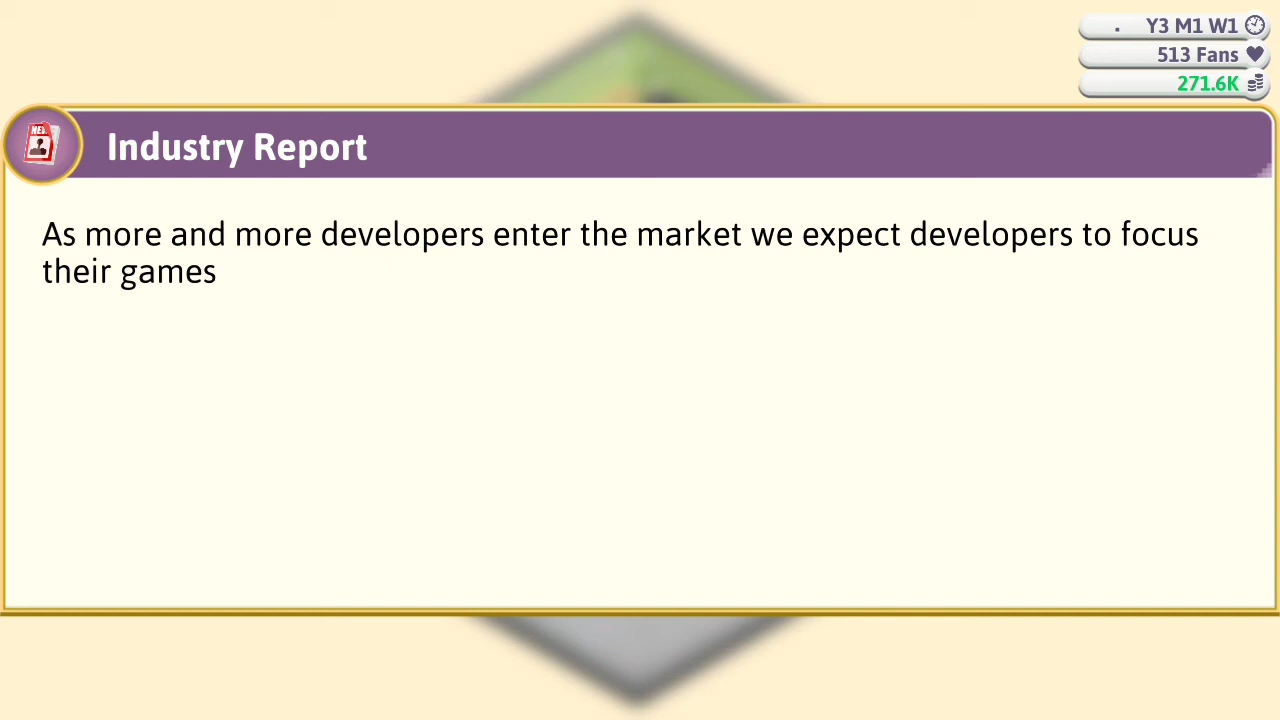 Y3 M1 W1
513 Fans
271.6K
Industry Report
As more and more developers enter the market we expect developers to focus
their games